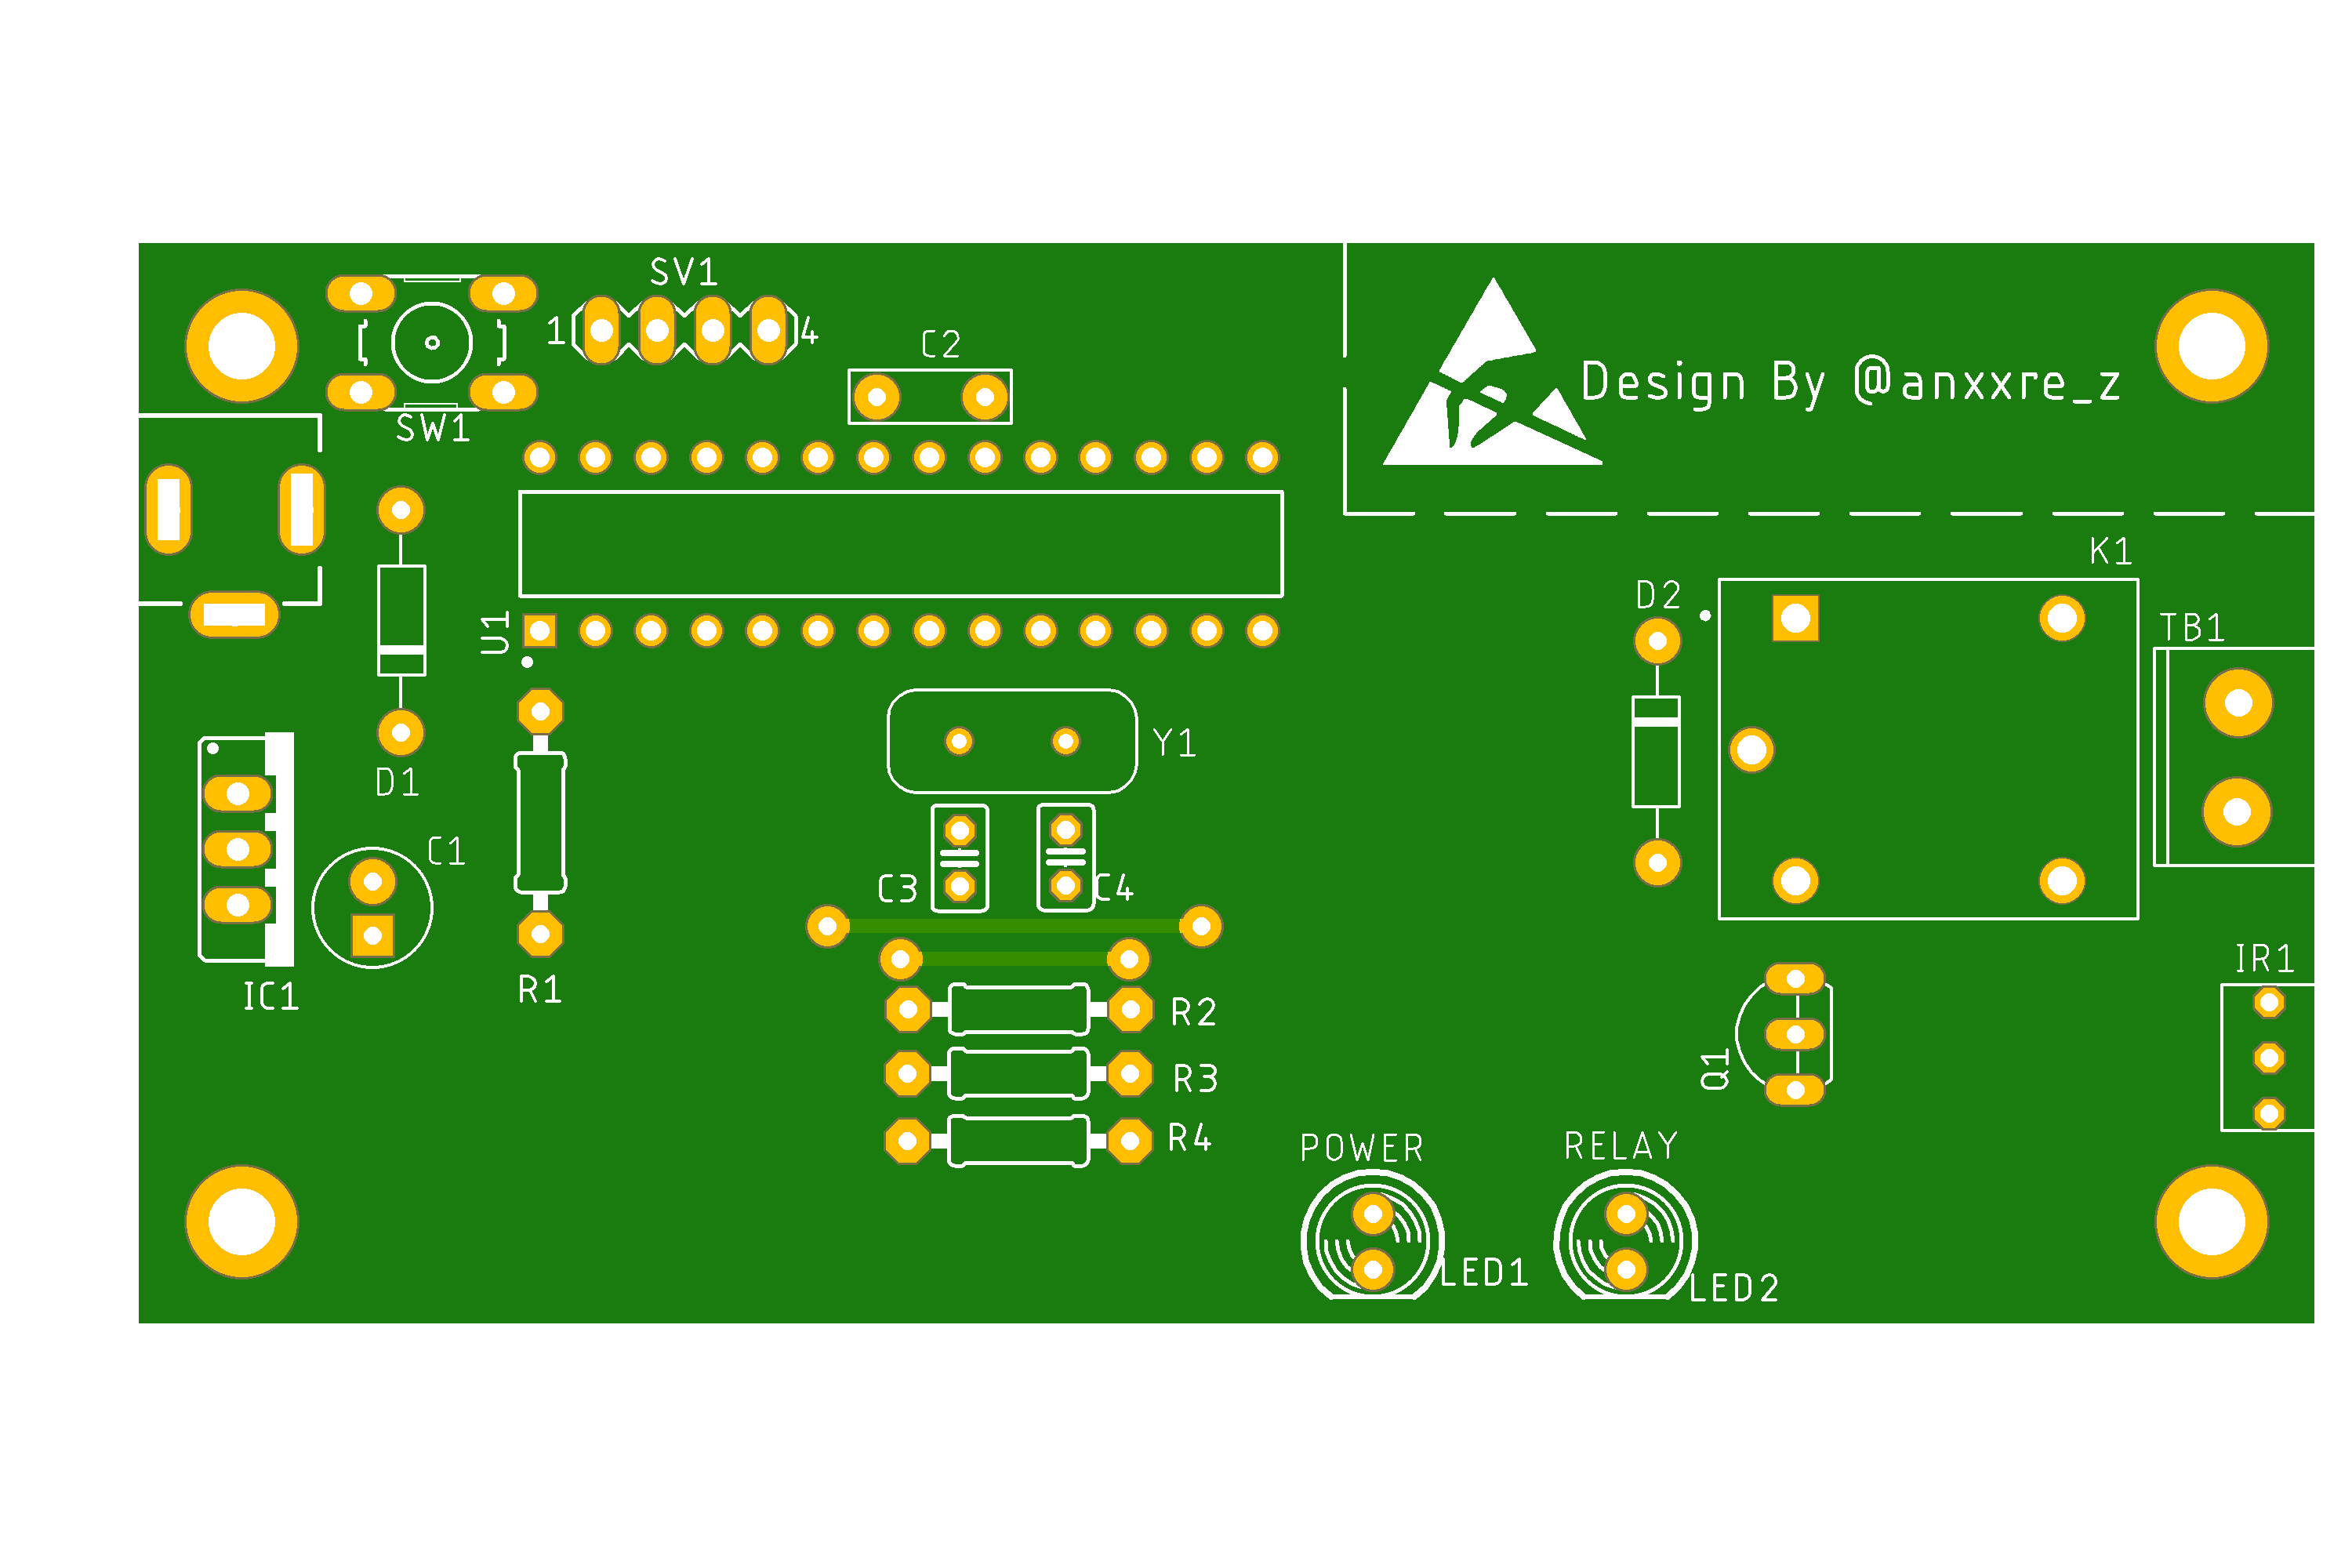 SV1
1
4
C2
Design By @anxxre_z
SW1
K1
D2
U1
TB1
Y1
D1
C1
C3
C4
IR1
IC1
R1
R2
Q1
R3
R4
POWER
RELAY
LED1
LED2